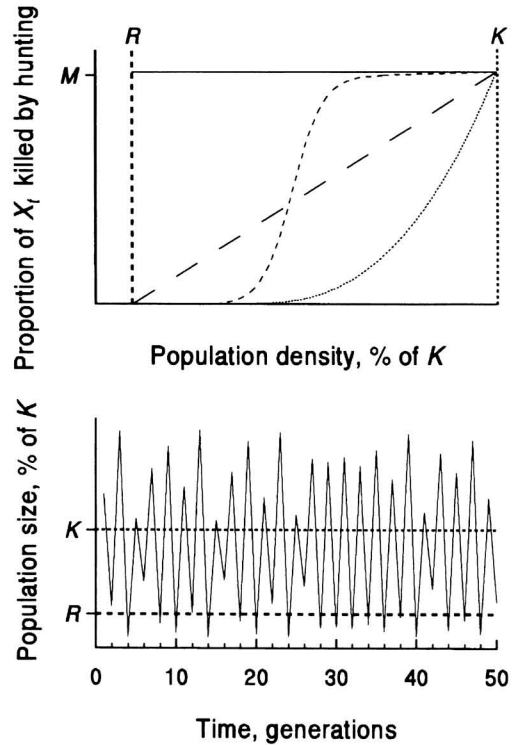 R K
M
Proportion of Xt killed by hunting
Population density, % of K
Population size, % of K
K
R
0 10 20 30 40 50
Time, generations